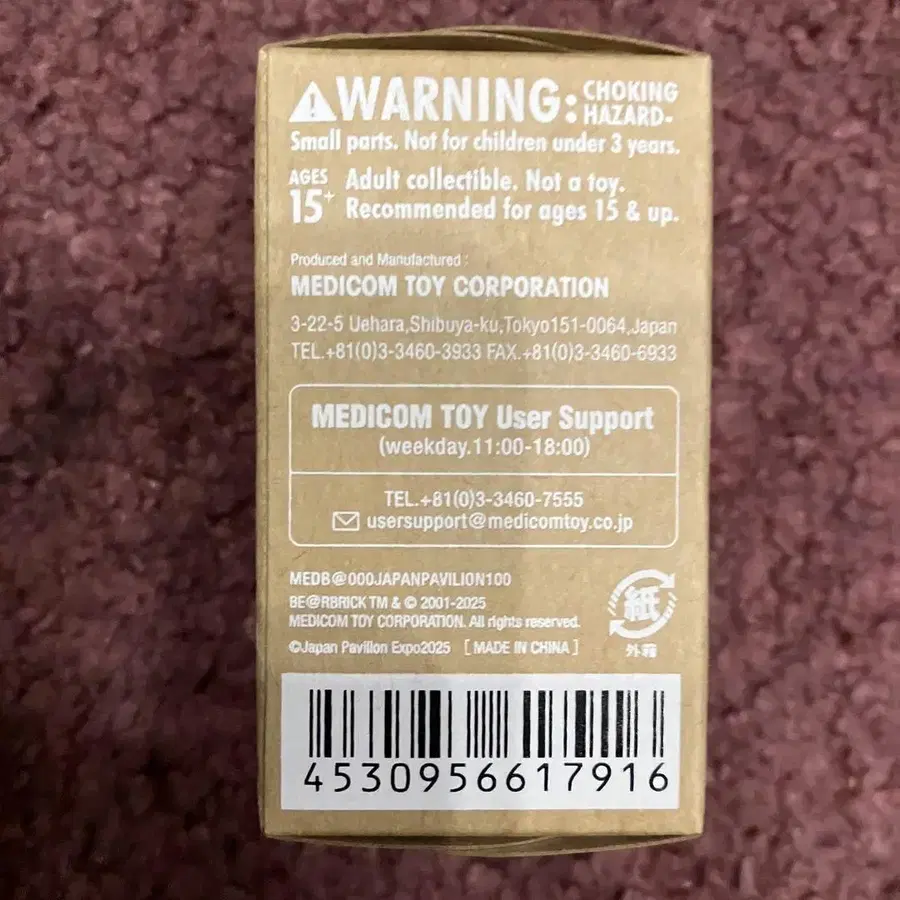 WARNING: CHOKING HAZARD-
Small parts. Not for children under 3 years.
AGES 15+ Adult collectible. Not a toy.
Recommended for ages 15 & up.
Produced and Manufactured :
MEDICOM TOY CORPORATION
3-22-5 Uehara,Shibuya-ku,Tokyo151-0064,Japan
TEL.+81(0)3-3460-3933 FAX.+81(0)3-3460-6933
MEDICOM TOY User Support
(weekday.11:00-18:00)
TEL.+81(0)3-3460-7555
usersupport@medicomtoy.co.jp
MEDB@000JAPANPAVILION100
BE@RBRICK TM & © 2001-2025
MEDICOM TOY CORPORATION. All rights reserved.
©Japan Pavilion Expo2025 [MADE IN CHINA]
紙
外箱
4530956617916